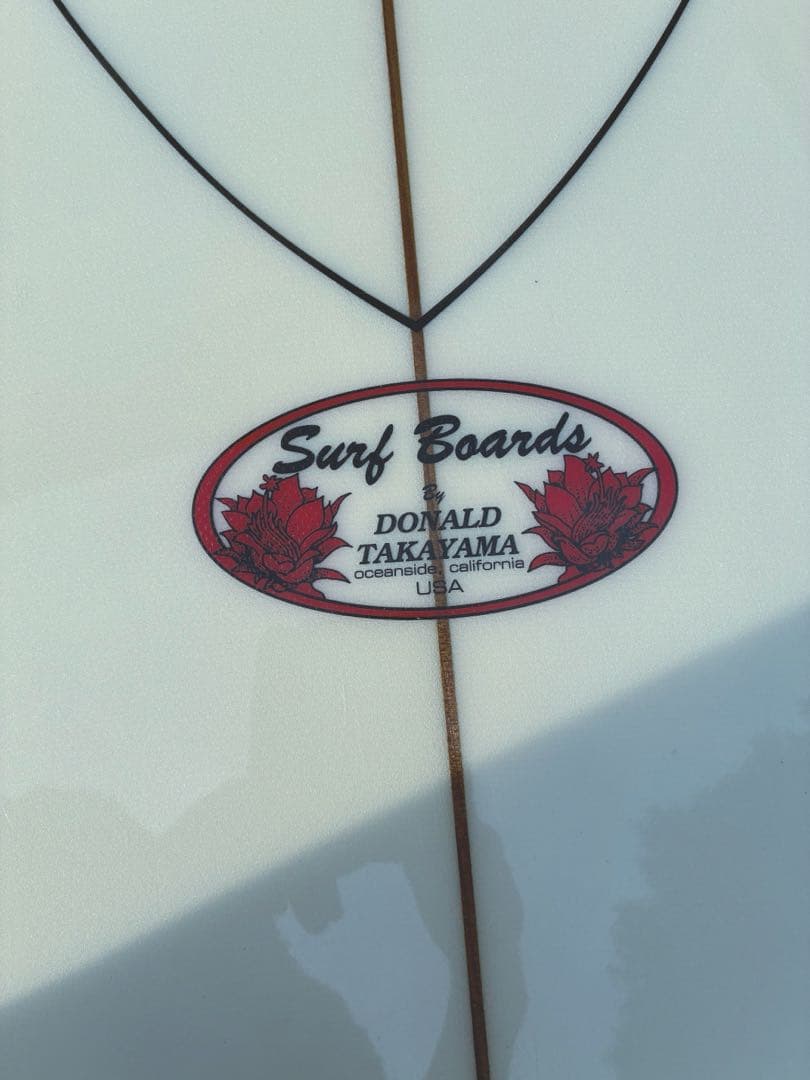 Surf Boards
By
DONALD
TAKAYAMA
oceanside, california
USA